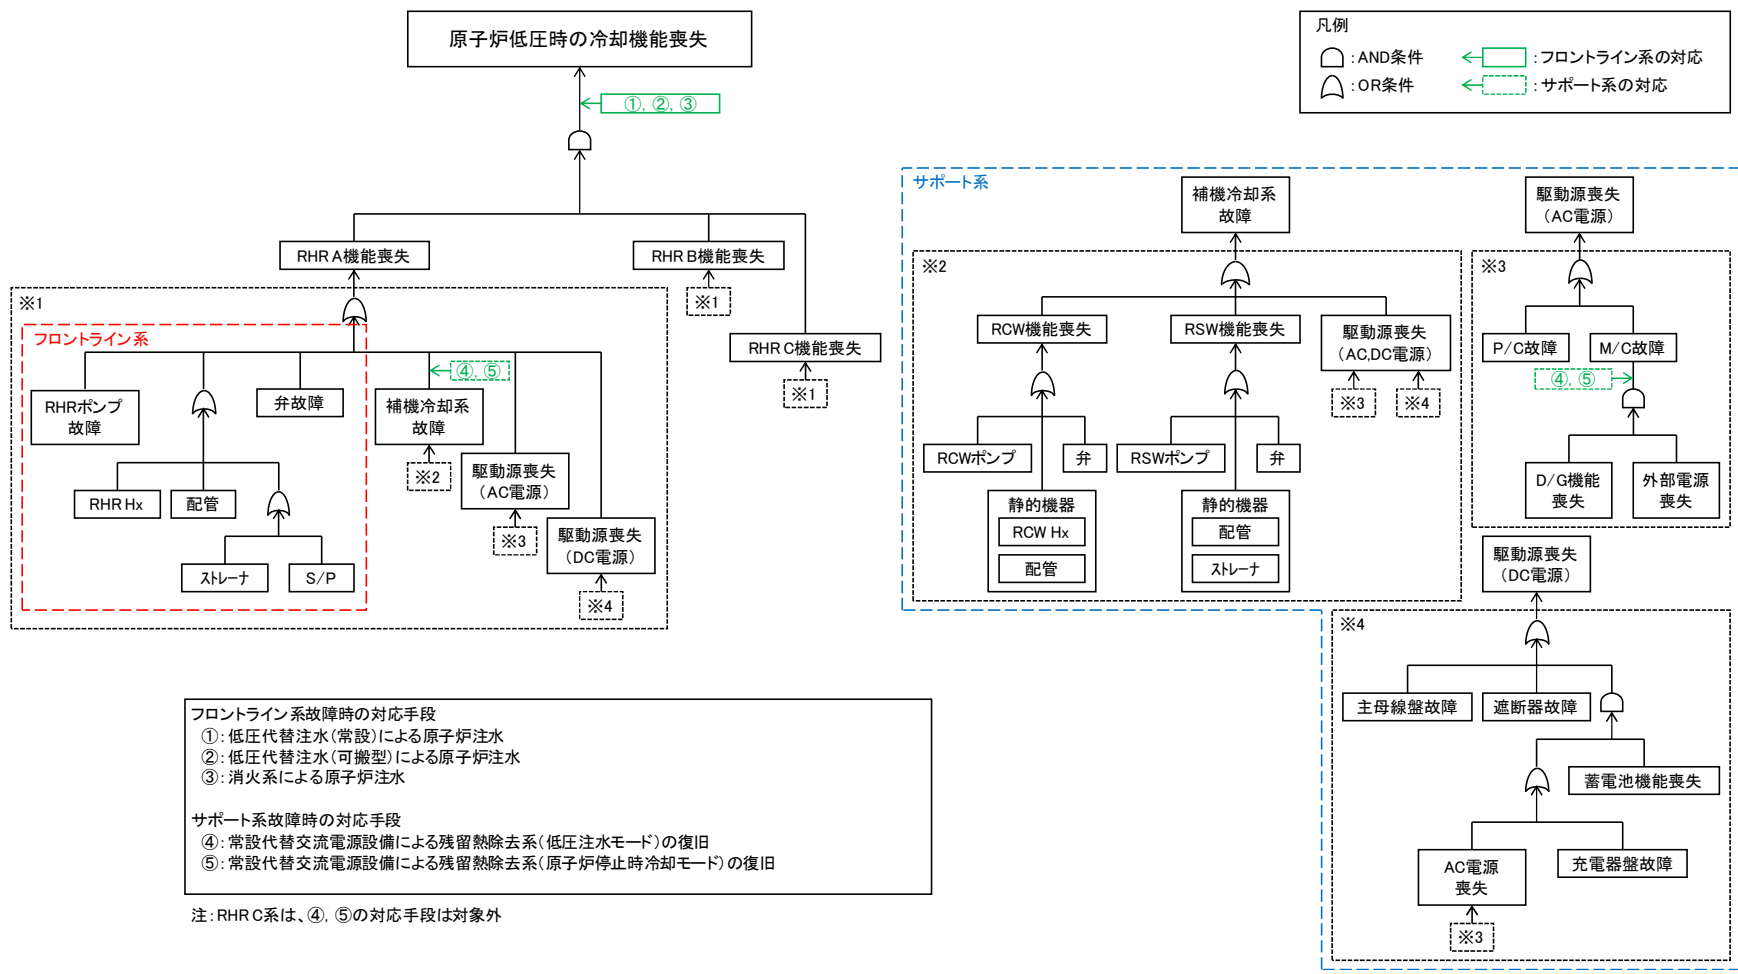 原子炉低圧時の冷却機能喪失
①, ②, ③
凡例
:AND条件
:フロントライン系の対応
:OR条件
:サポート系の対応
RHR A機能喪失
RHR B機能喪失
※1
RHR C機能喪失
※1
※1
フロントライン系
RHRポンプ
故障
弁故障
④, ⑤
補機冷却系
故障
※2
RHR Hx
配管
ストレーナ
S/P
駆動源喪失
(AC電源)
※3
駆動源喪失
(DC電源)
※4
サポート系
補機冷却系
故障
※2
RCW機能喪失
RSW機能喪失
駆動源喪失
(AC,DC電源)
※3
※4
RCWポンプ
弁
RSWポンプ
弁
静的機器
RCW Hx
配管
静的機器
配管
ストレーナ
駆動源喪失
(AC電源)
※3
P/C故障
M/C故障
④, ⑤
D/G機能
喪失
外部電源
喪失
駆動源喪失
(DC電源)
※4
主母線盤故障
遮断器故障
蓄電池機能喪失
AC電源
喪失
充電器盤故障
※3
フロントライン系故障時の対応手段
①:低圧代替注水(常設)による原子炉注水
②:低圧代替注水(可搬型)による原子炉注水
③:消火系による原子炉注水
サポート系故障時の対応手段
④:常設代替交流電源設備による残留熱除去系(低圧注水モード)の復旧
⑤:常設代替交流電源設備による残留熱除去系(原子炉停止時冷却モード)の復旧
注:RHR C系は、④, ⑤の対応手段は対象外